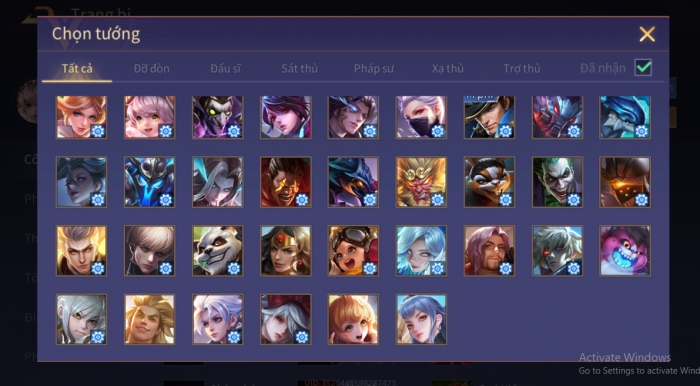 Trang bị
Chọn tướng
Tất cả
Đỡ đòn
Đấu sĩ
Sát thủ
Pháp sư
Xạ thủ
Trợ thủ
Đã nhận
Activate Windows
Go to Settings to activate Wind